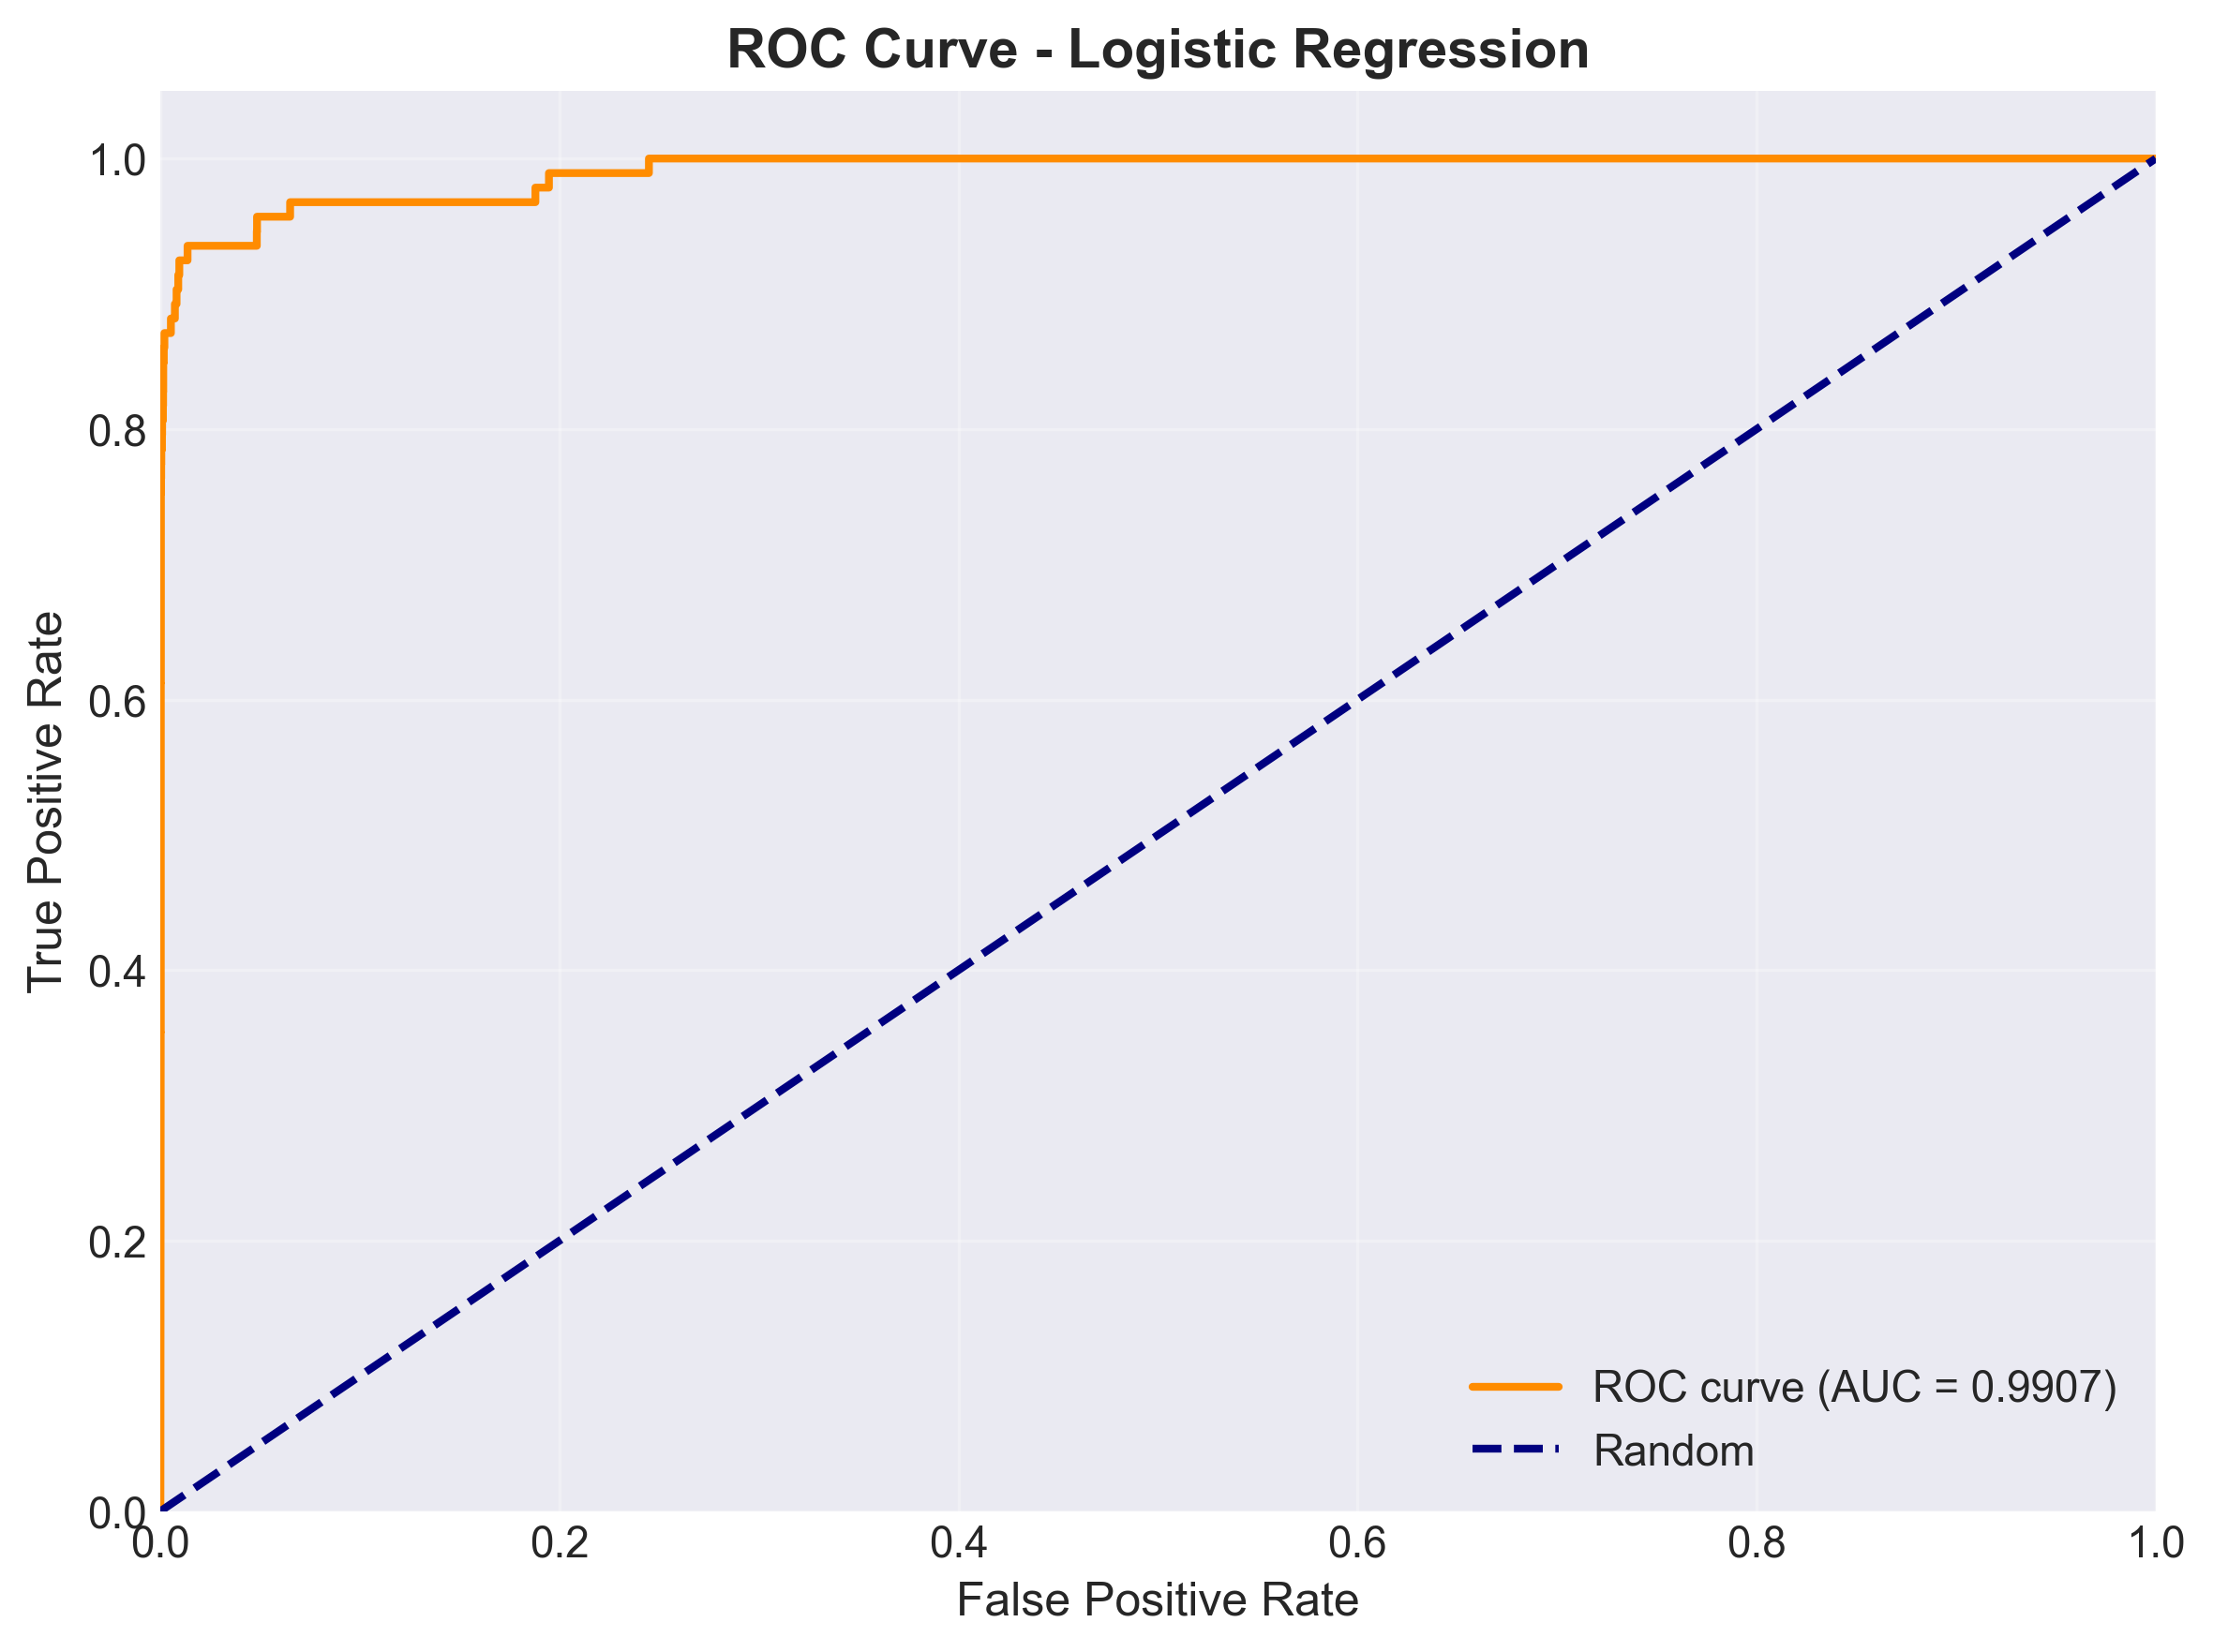 ROC Curve - Logistic Regression
True Positive Rate
1.0
0.8
0.6
0.4
0.2
0.0
0.0 0.2 0.4 0.6 0.8 1.0
False Positive Rate
ROC curve (AUC = 0.9907)
Random